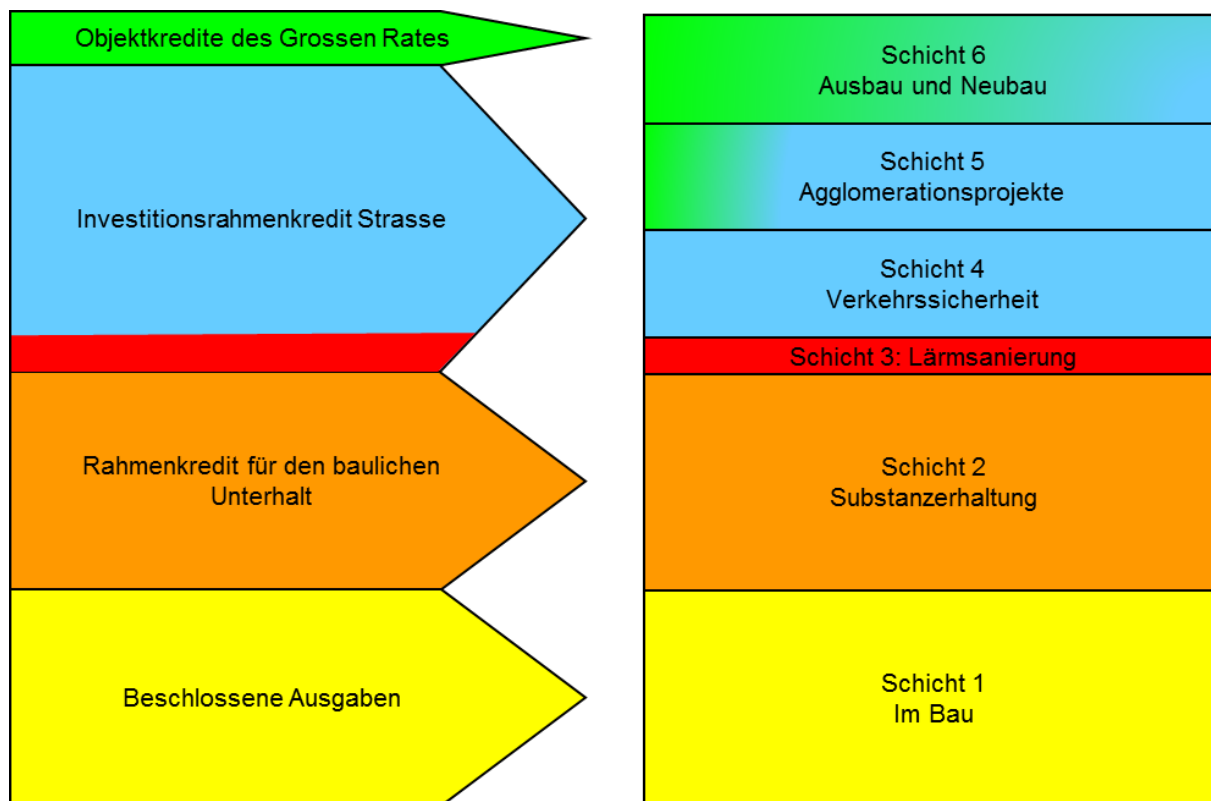 Objektkredite des Grossen Rates
Investitionsrahmenkredit Strasse
Rahmenkredit für den baulichen
Unterhalt
Beschlossene Ausgaben
Schicht 6
Ausbau und Neubau
Schicht 5
Agglomerationsprojekte
Schicht 4
Verkehrssicherheit
Schicht 3: Lärmsanierung
Schicht 2
Substanzerhaltung
Schicht 1
Im Bau